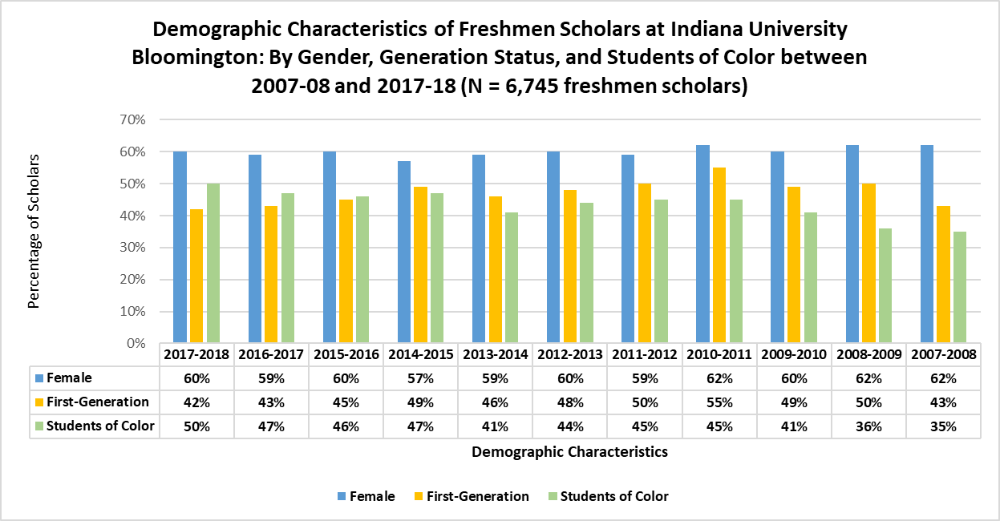 Demographic Characteristics of Freshmen Scholars at Indiana University
Bloomington: By Gender, Generation Status, and Students of Color between
2007-08 and 2017-18 (N = 6,745 freshmen scholars)
70%
60%
50%
40%
30%
20%
10%
0%
Percentage of Scholars
2017-2018 2016-2017 2015-2016 2014-2015 2013-2014 2012-2013 2011-2012 2010-2011 2009-2010 2008-2009 2007-2008
Female 60% 59% 60% 57% 59% 60% 59% 62% 60% 62% 62%
First-Generation 42% 43% 45% 49% 46% 48% 50% 55% 49% 50% 43%
Students of Color 50% 47% 46% 47% 41% 44% 45% 45% 41% 36% 35%
Demographic Characteristics
Female First-Generation Students of Color